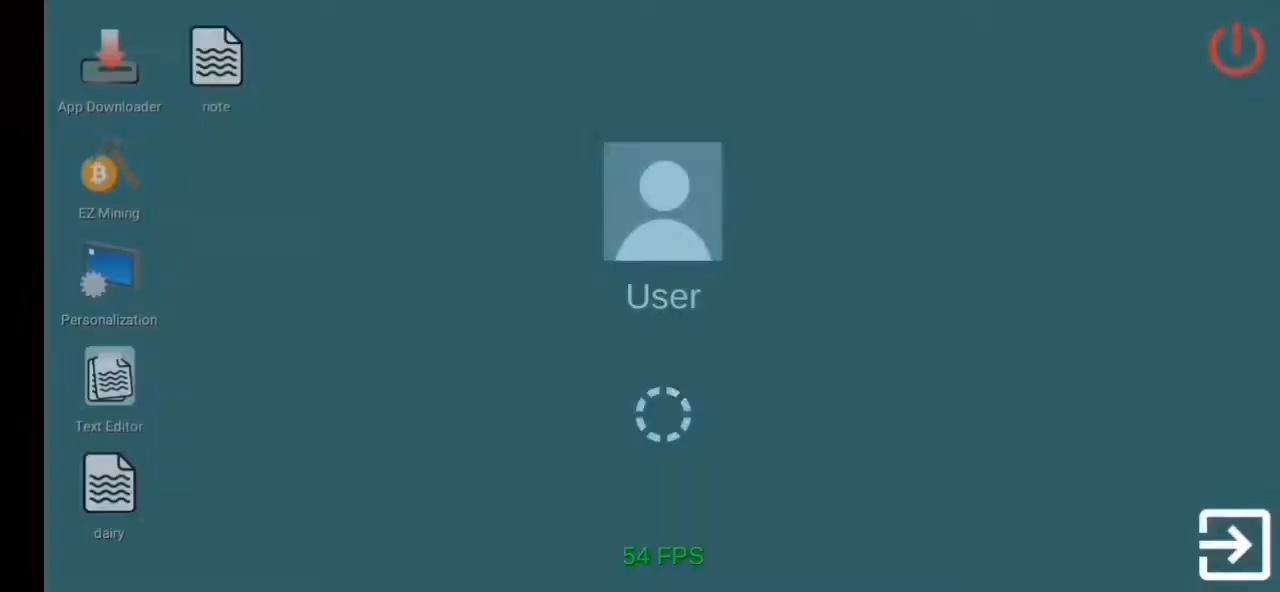 App Downloader
note
EZ Mining
Personalization
Text Editor
dairy
User
54 FPS